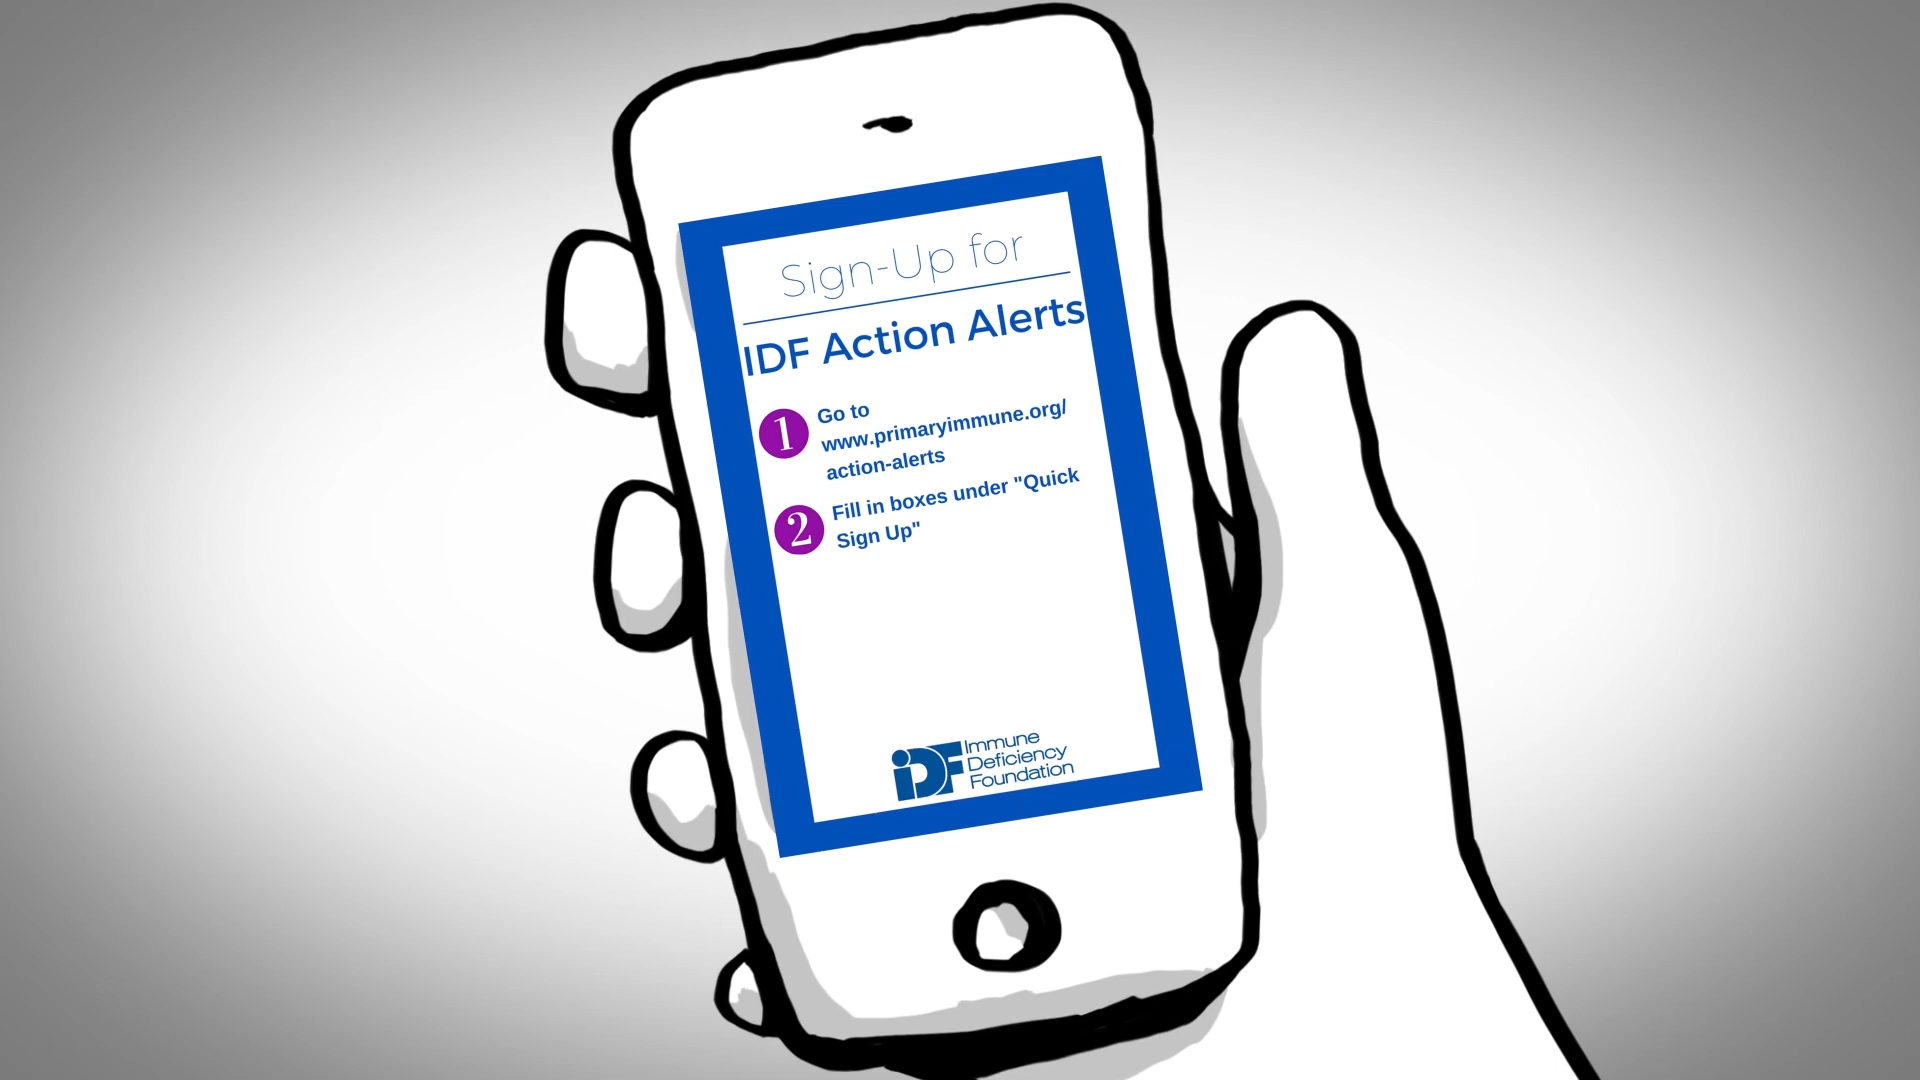 Sign-Up for
IDF Action Alerts
1
Go to
www.primaryimmune.org/
action-alerts
2
Fill in boxes under "Quick
Sign Up"
iDF
Immune
Deficiency
Foundation